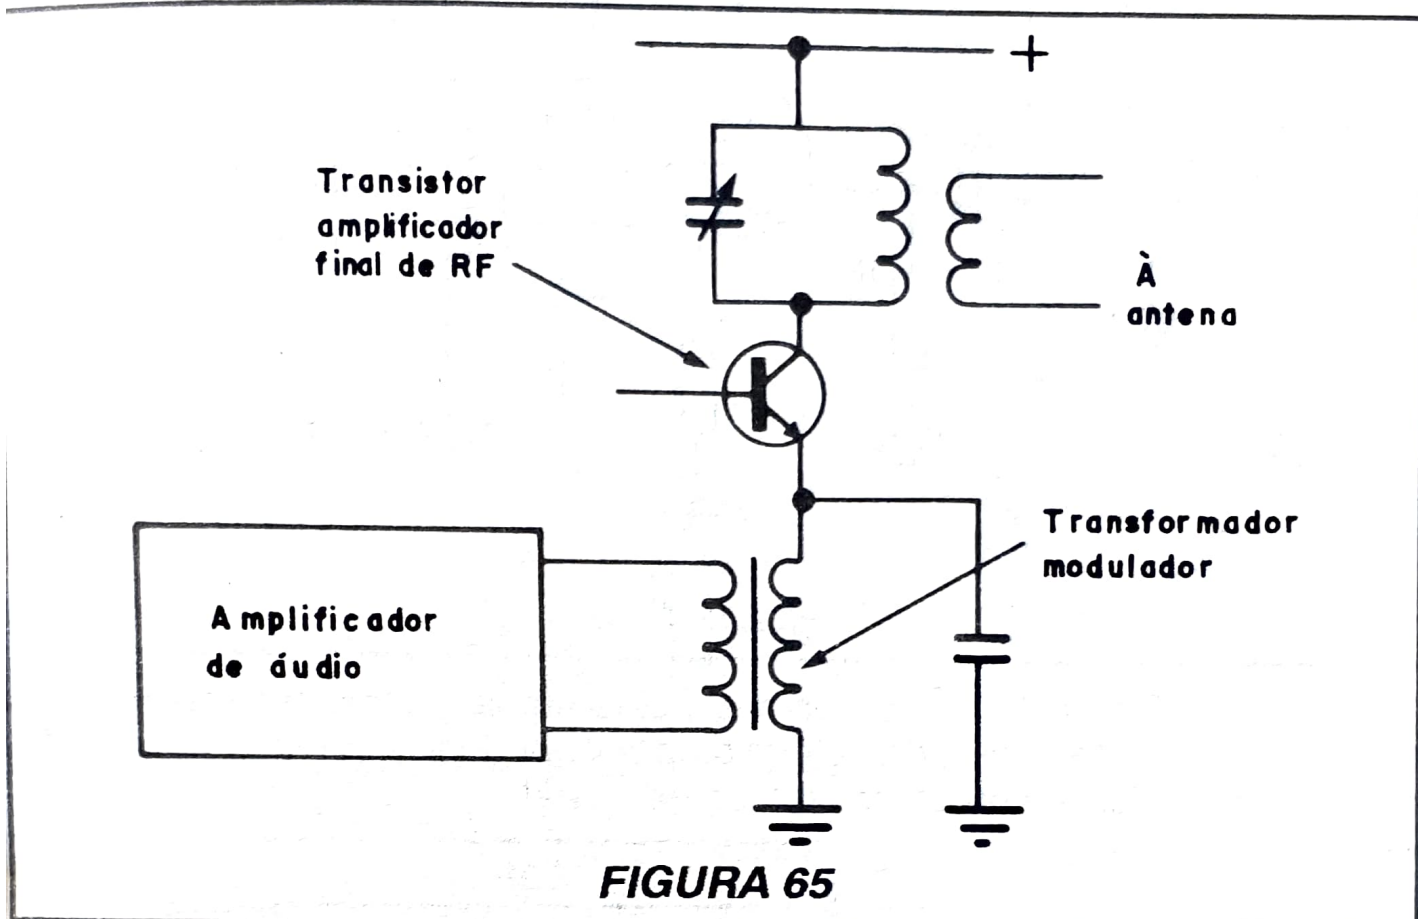 +
Transistor
amplificador
final de RF
À
antena
Transformador
modulador
Amplificador
de áudio
FIGURA 65